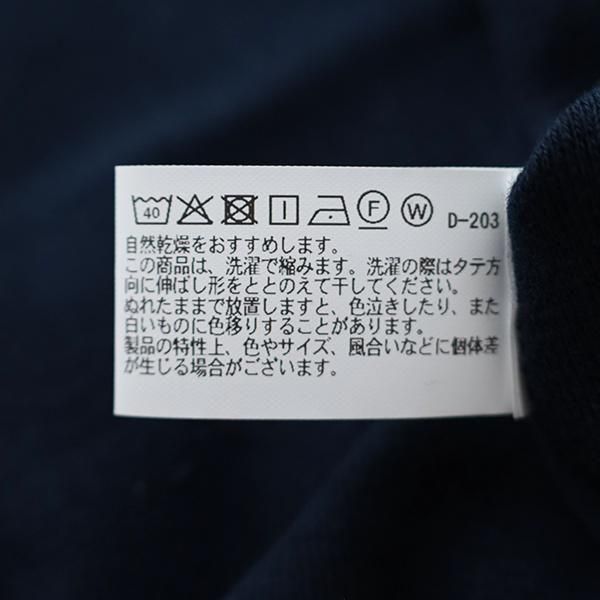 40 F W D-203
自然乾燥をおすすめします。
この商品は、洗濯で縮みます。洗濯の際はタテ方
向に伸ばし形をととのえて干してください。
ぬれたままで放置しますと、色泣きしたり、また
白いものに色移りすることがあります。
製品の特性上、色やサイズ、風合いなどに個体差
が生じる場合がございます。